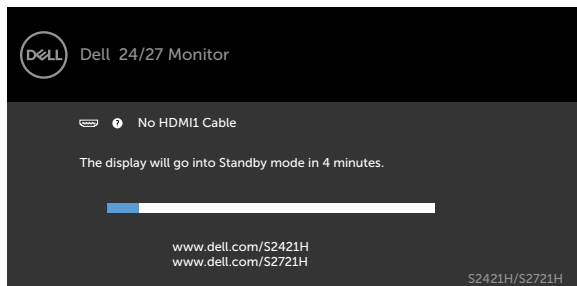 DELL Dell 24/27 Monitor
? No HDMI1 Cable
The display will go into Standby mode in 4 minutes.
www.dell.com/S2421H
www.dell.com/S2721H
S2421H/S2721H